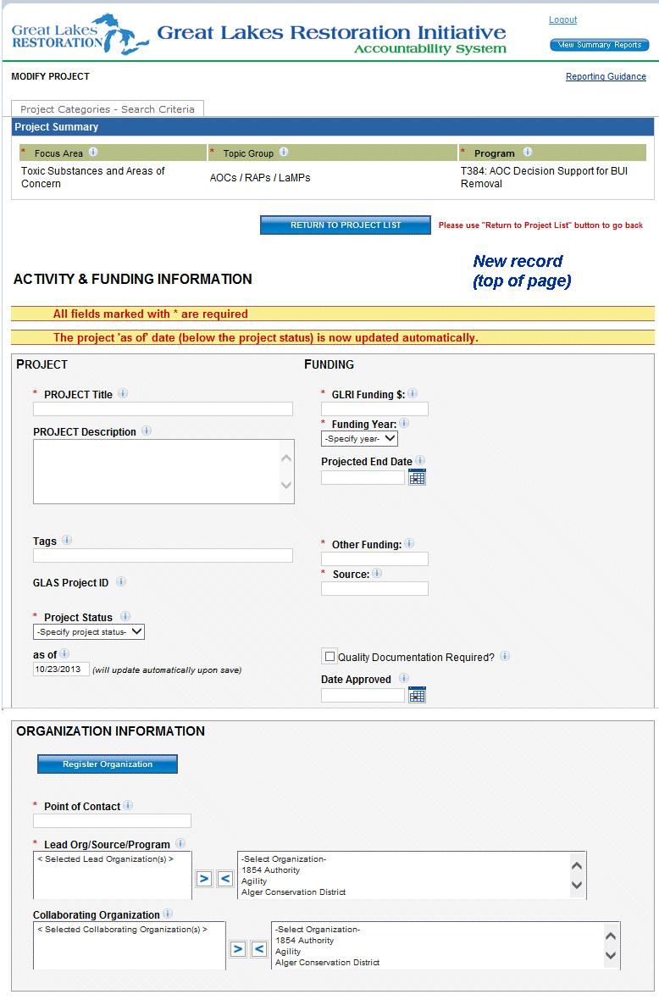 Great Lakes
RESTORATION
Great Lakes Restoration Initiative
Accountability System
Logout
View Summary Reports
MODIFY PROJECT
Reporting Guidance
Project Categories - Search Criteria
Project Summary
* Focus Area
* Topic Group
* Program
Toxic Substances and Areas of
Concern
AOCs / RAPs / LaMPs
T384: AOC Decision Support for BUI
Removal
RETURN TO PROJECT LIST
Please use "Return to Project List" button to go back
New record
(top of page)
ACTIVITY & FUNDING INFORMATION
All fields marked with * are required
The project 'as of' date (below the project status) is now updated automatically.
PROJECT
FUNDING
* PROJECT Title
* GLRI Funding $:
* Funding Year:
-Specify year-
PROJECT Description
Projected End Date
Tags
* Other Funding:
* Source:
GLAS Project ID
* Project Status
-Specify project status-
as of
10/23/2013 (will update automatically upon save)
Quality Documentation Required?
Date Approved
ORGANIZATION INFORMATION
Register Organization
* Point of Contact
* Lead Org/Source/Program
< Selected Lead Organization(s) >
>
<
-Select Organization-
1854 Authority
Agility
Alger Conservation District
Collaborating Organization
< Selected Collaborating Organization(s) >
>
<
-Select Organization-
1854 Authority
Agility
Alger Conservation District